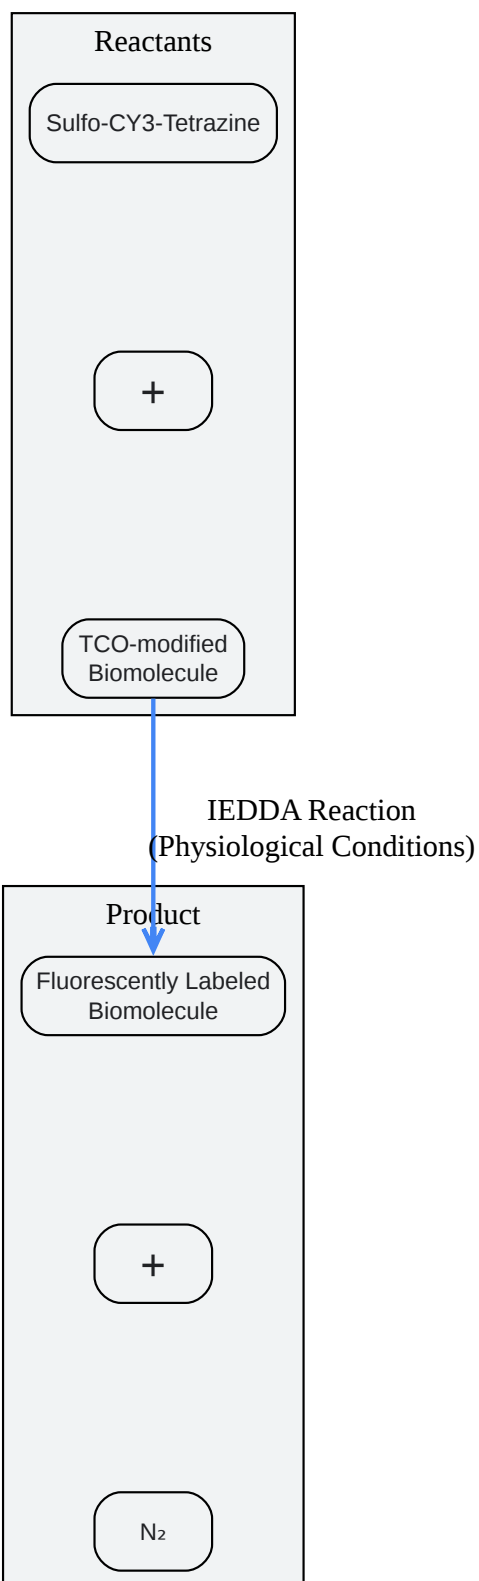 Reactants
Sulfo-CY3-Tetrazine
+
TCO-modified
Biomolecule
IEDDA Reaction
(Physiological Conditions)
Product
Fluorescently Labeled
Biomolecule
+
N₂